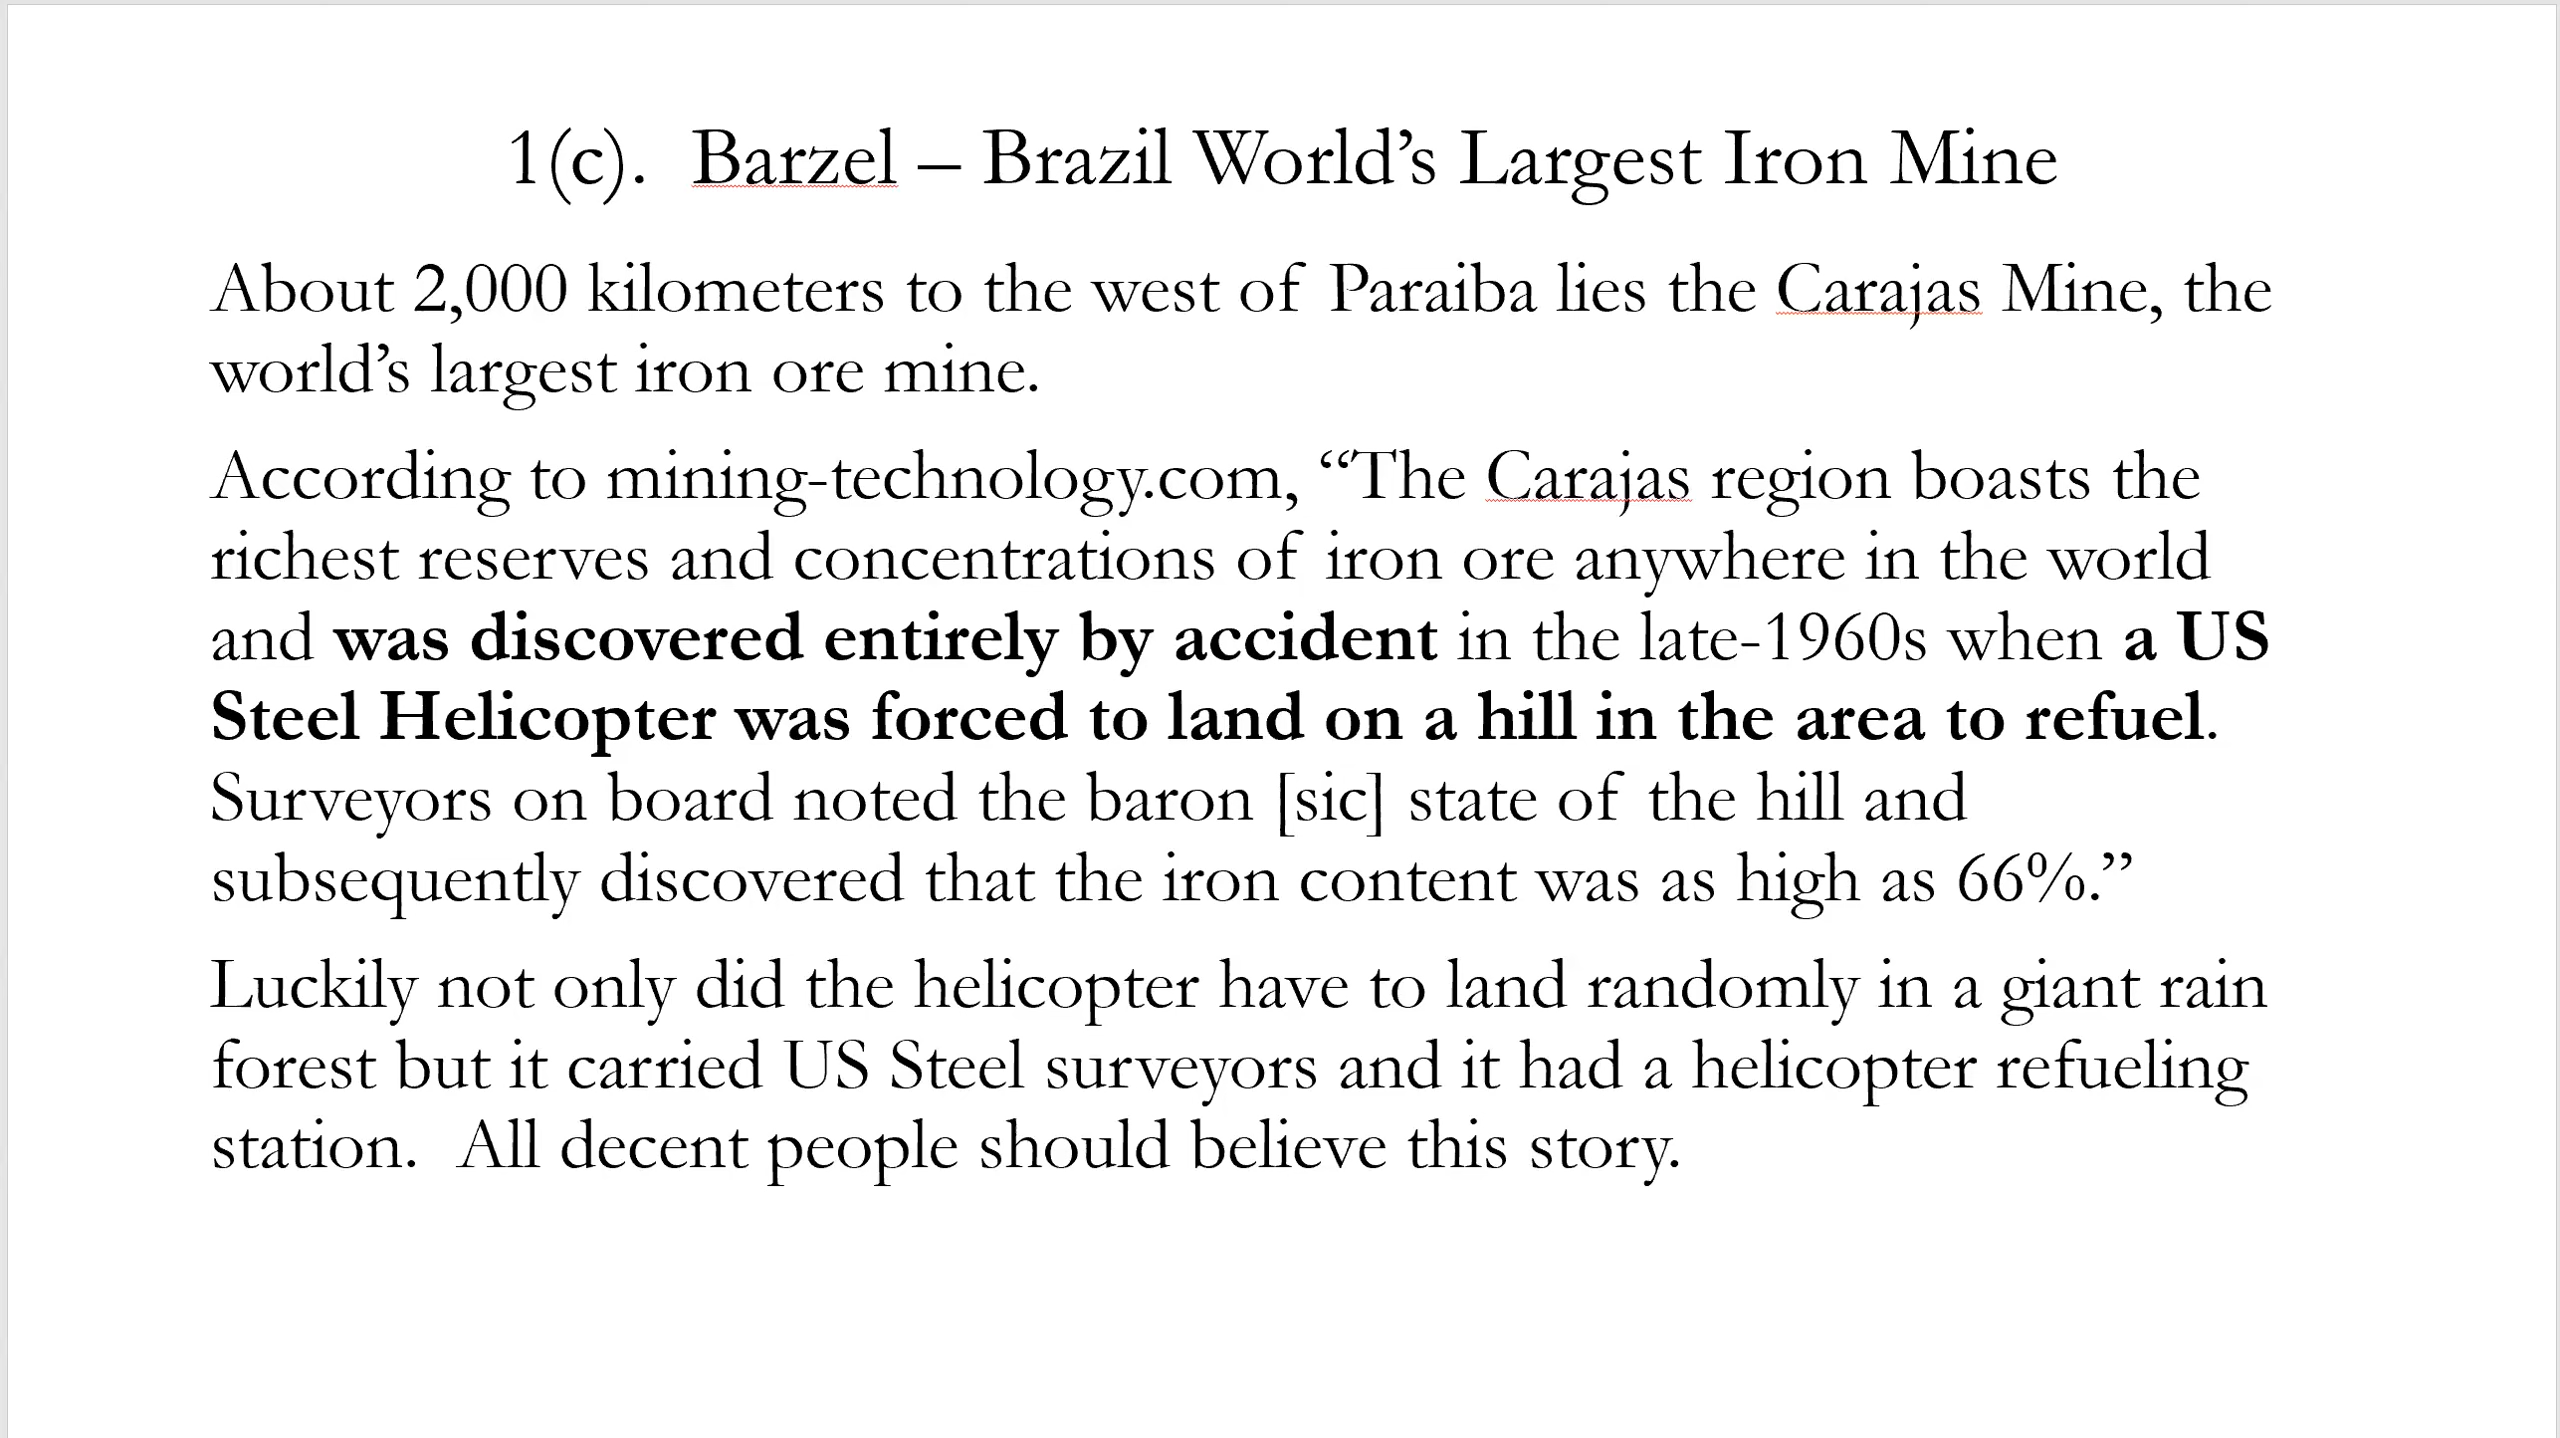 1(c).  Barzel – Brazil World’s Largest Iron Mine
About 2,000 kilometers to the west of Paraiba lies the Carajas Mine, the
world’s largest iron ore mine.
According to mining-technology.com, “The Carajas region boasts the
richest reserves and concentrations of iron ore anywhere in the world
and was discovered entirely by accident in the late-1960s when a US
Steel Helicopter was forced to land on a hill in the area to refuel.
Surveyors on board noted the baron [sic] state of the hill and
subsequently discovered that the iron content was as high as 66%.”
Luckily not only did the helicopter have to land randomly in a giant rain
forest but it carried US Steel surveyors and it had a helicopter refueling
station.  All decent people should believe this story.